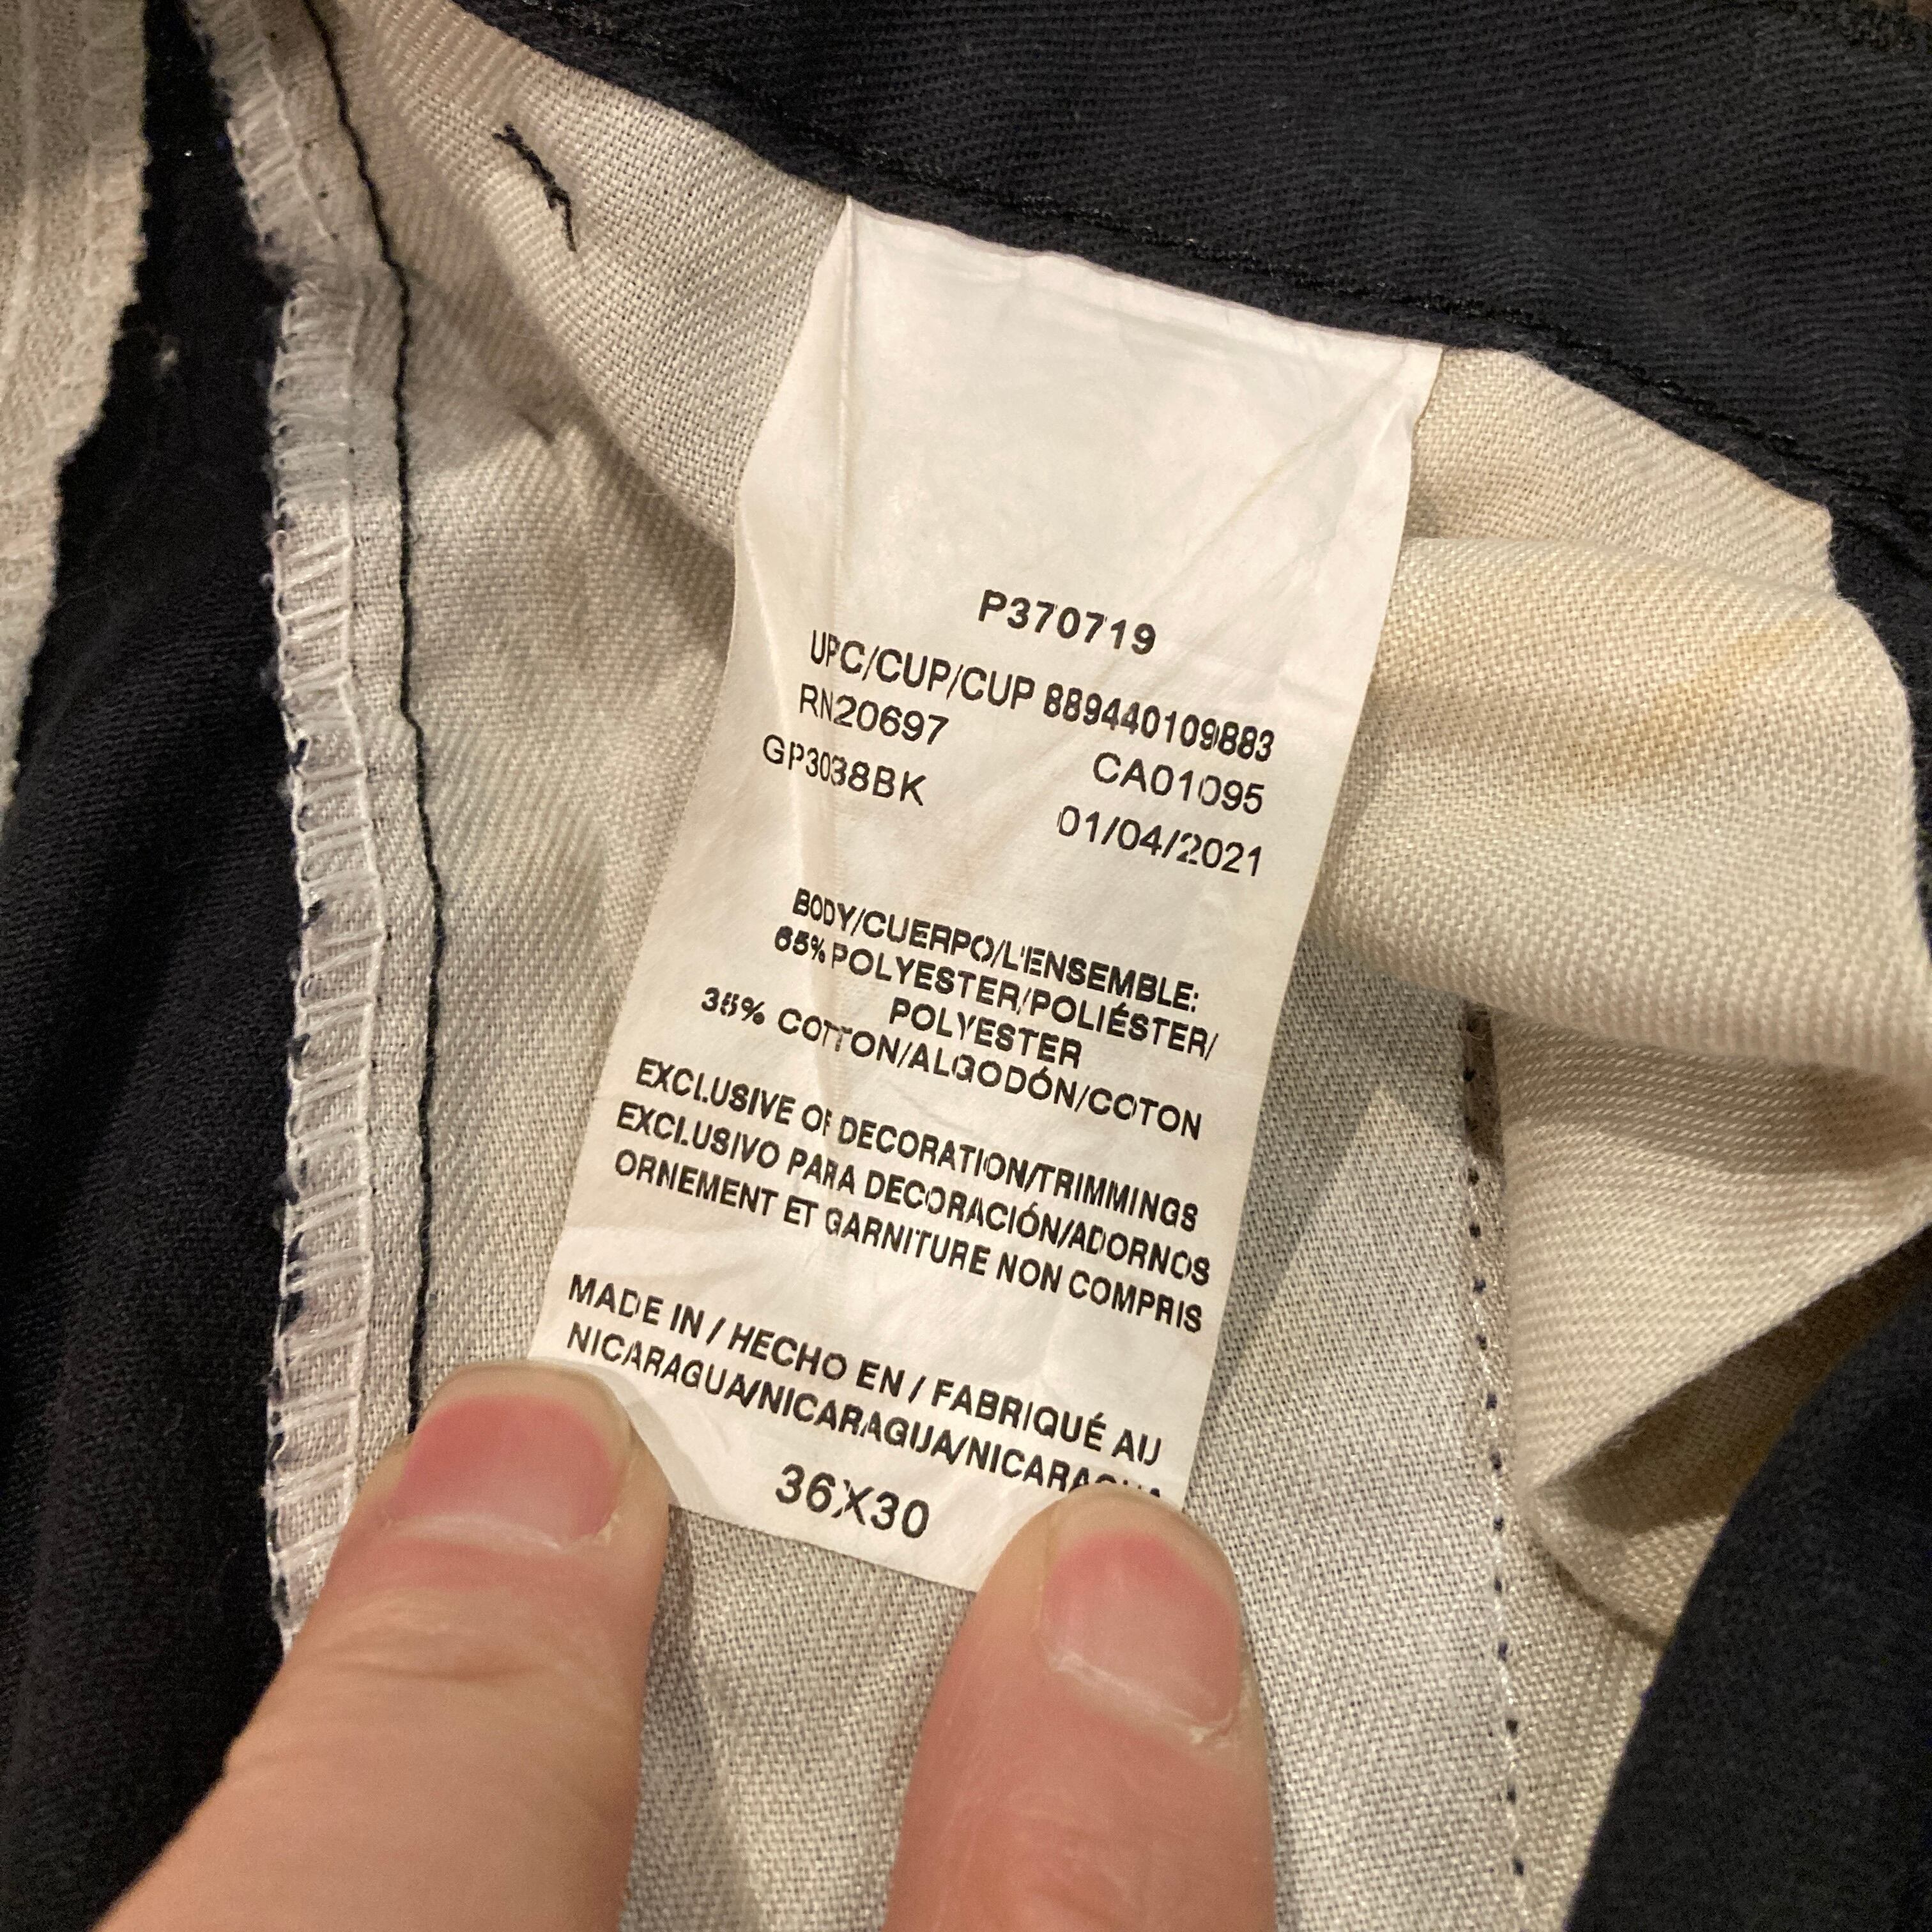 P370719
UPC/CUP/CUP 889440109883
RN20697 CA01095
GP3038BK 01/04/2021
BODY/CUERPO/L'ENSEMBLE:
65% POLYESTER/POLIÉSTER/
POLYESTER
35% COTTON/ALGODÓN/COTON
EXCLUSIVE OF DECORATION/TRIMMINGS
EXCLUSIVO PARA DECORACIÓN/ADORNOS
ORNEMENT ET GARNITURE NON COMPRIS
MADE IN / HECHO EN / FABRIQUÉ AU
NICARAGUA/NICARAGUA/NICARAGUA
36X30